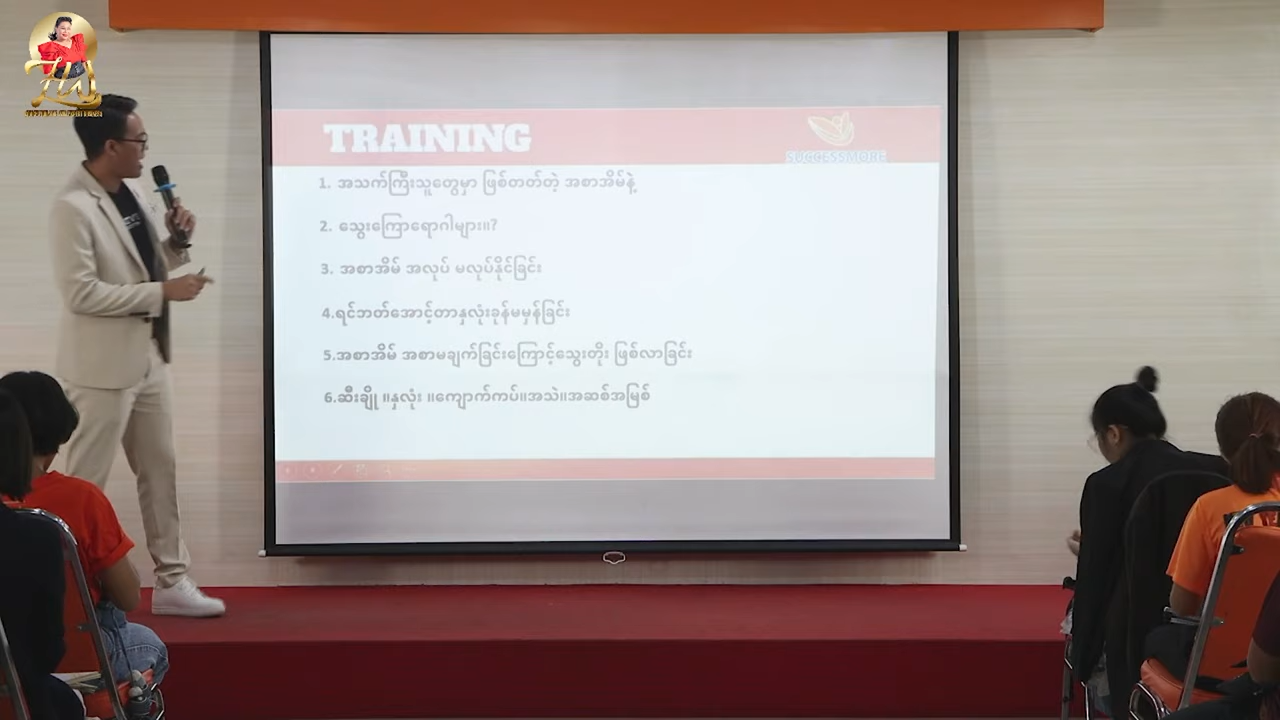 TRAINING
SUCCESSMORE
1. အသက်ကြီးသူတွေမှာ ဖြစ်တတ်တဲ့ အစာအိမ်နဲ့
2. သွေးကြောရောဂါများ။?
3. အစာအိမ် အလုပ် မလုပ်နိုင်ခြင်း
4.ရင်ဘတ်အောင့်တာနှလုံးခုန်မမှန်ခြင်း
5.အစာအိမ် အစာမချက်ခြင်းကြောင့်သွေးတိုး ဖြစ်လာခြင်း
6.ဆီးချို ။နှလုံး ။ကျောက်ကပ်။အသဲ။အဆစ်အမြစ်